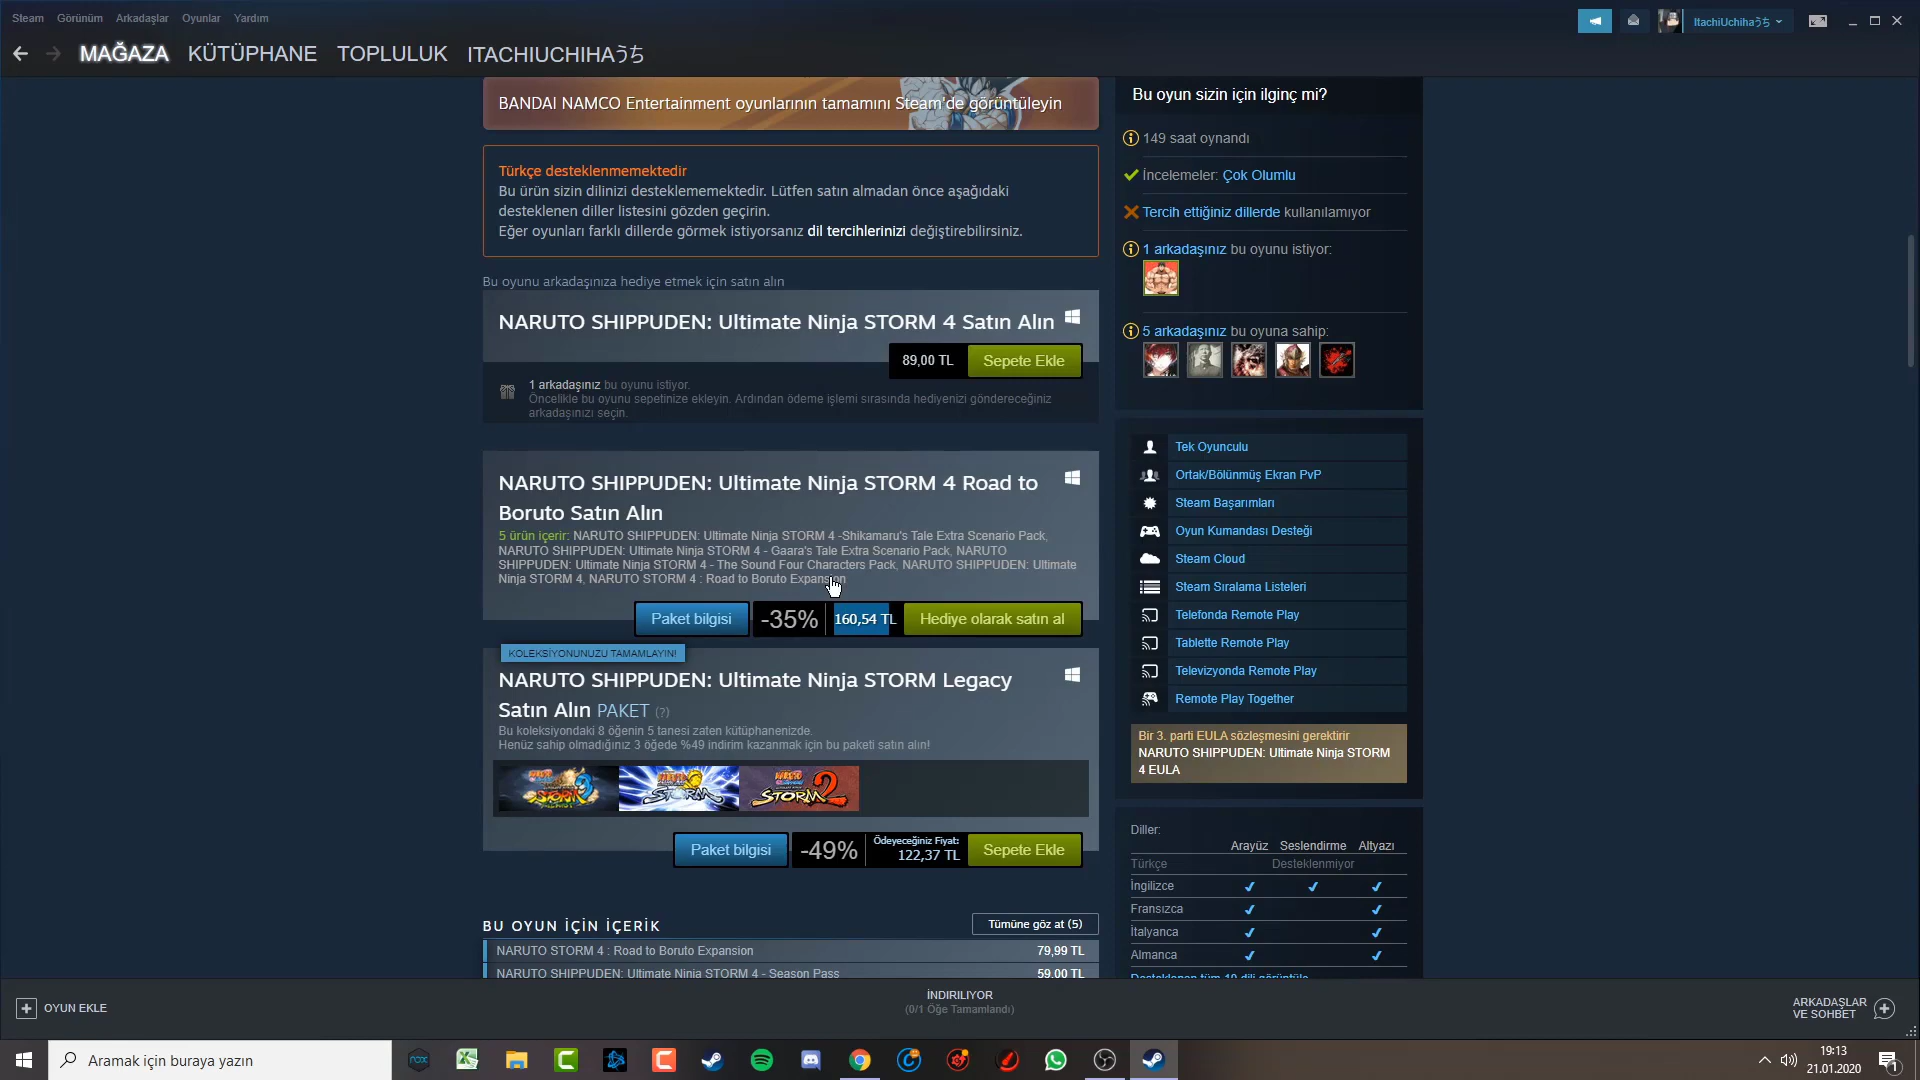 Steam Görünüm Arkadaşlar Oyunlar Yardım
ItachiUchihaうち
MAĞAZA KÜTÜPHANE TOPLULUK ITACHIUCHIHAうち
BANDAI NAMCO Entertainment oyunlarının tamamını Steam'de görüntüleyin
Türkçe desteklenmemektedir
Bu ürün sizin dilinizi desteklememektedir. Lütfen satın almadan önce aşağıdaki
desteklenen diller listesini gözden geçirin.
Eğer oyunları farklı dillerde görmek istiyorsanız dil tercihlerinizi değiştirebilirsiniz.
Bu oyunu arkadaşınıza hediye etmek için satın alın
NARUTO SHIPPUDEN: Ultimate Ninja STORM 4 Satın Alın
89,00 TL Sepete Ekle
1 arkadaşınız bu oyunu istiyor.
Öncelikle bu oyunu sepetinize ekleyin. Ardından ödeme işlemi sırasında hediyenizi göndereceğiniz
arkadaşınızı seçin.
NARUTO SHIPPUDEN: Ultimate Ninja STORM 4 Road to
Boruto Satın Alın
5 ürün içerir: NARUTO SHIPPUDEN: Ultimate Ninja STORM 4 -Shikamaru's Tale Extra Scenario Pack,
NARUTO SHIPPUDEN: Ultimate Ninja STORM 4 - Gaara's Tale Extra Scenario Pack, NARUTO
SHIPPUDEN: Ultimate Ninja STORM 4 - The Sound Four Characters Pack, NARUTO SHIPPUDEN: Ultimate
Ninja STORM 4, NARUTO STORM 4 : Road to Boruto Expansion
Paket bilgisi -35% 160,54 TL Hediye olarak satın al
KOLEKSİYONUNUZU TAMAMLAYIN!
NARUTO SHIPPUDEN: Ultimate Ninja STORM Legacy
Satın Alın PAKET (?)
Bu koleksiyondaki 8 öğenin 5 tanesi zaten kütüphanenizde.
Henüz sahip olmadığınız 3 öğede %49 indirim kazanmak için bu paketi satın alın!
STORM 3 STORM STORM 2
Paket bilgisi -49% Ödeyeceğiniz Fiyat:
122,37 TL Sepete Ekle
BU OYUN İÇİN İÇERİK Tümüne göz at (5)
NARUTO STORM 4 : Road to Boruto Expansion 79,99 TL
NARUTO SHIPPUDEN: Ultimate Ninja STORM 4 - Season Pass 59,00 TL
Bu oyun sizin için ilginç mi?
149 saat oynandı
İncelemeler: Çok Olumlu
Tercih ettiğiniz dillerde kullanılamıyor
1 arkadaşınız bu oyunu istiyor:
5 arkadaşınız bu oyuna sahip:
Tek Oyunculu
Ortak/Bölünmüş Ekran PvP
Steam Başarımları
Oyun Kumandası Desteği
Steam Cloud
Steam Sıralama Listeleri
Telefonda Remote Play
Tablette Remote Play
Televizyonda Remote Play
Remote Play Together
Bir 3. parti EULA sözleşmesini gerektirir
NARUTO SHIPPUDEN: Ultimate Ninja STORM
4 EULA
Diller:
Arayüz Seslendirme Altyazı
Türkçe Desteklenmiyor
İngilizce
Fransızca
İtalyanca
Almanca
Desteklenen tüm 10 dili görüntüle
OYUN EKLE
İNDİRİLİYOR
(0/1 Öğe Tamamlandı)
ARKADAŞLAR
VE SOHBET
Aramak için buraya yazın
19:13
21.01.2020